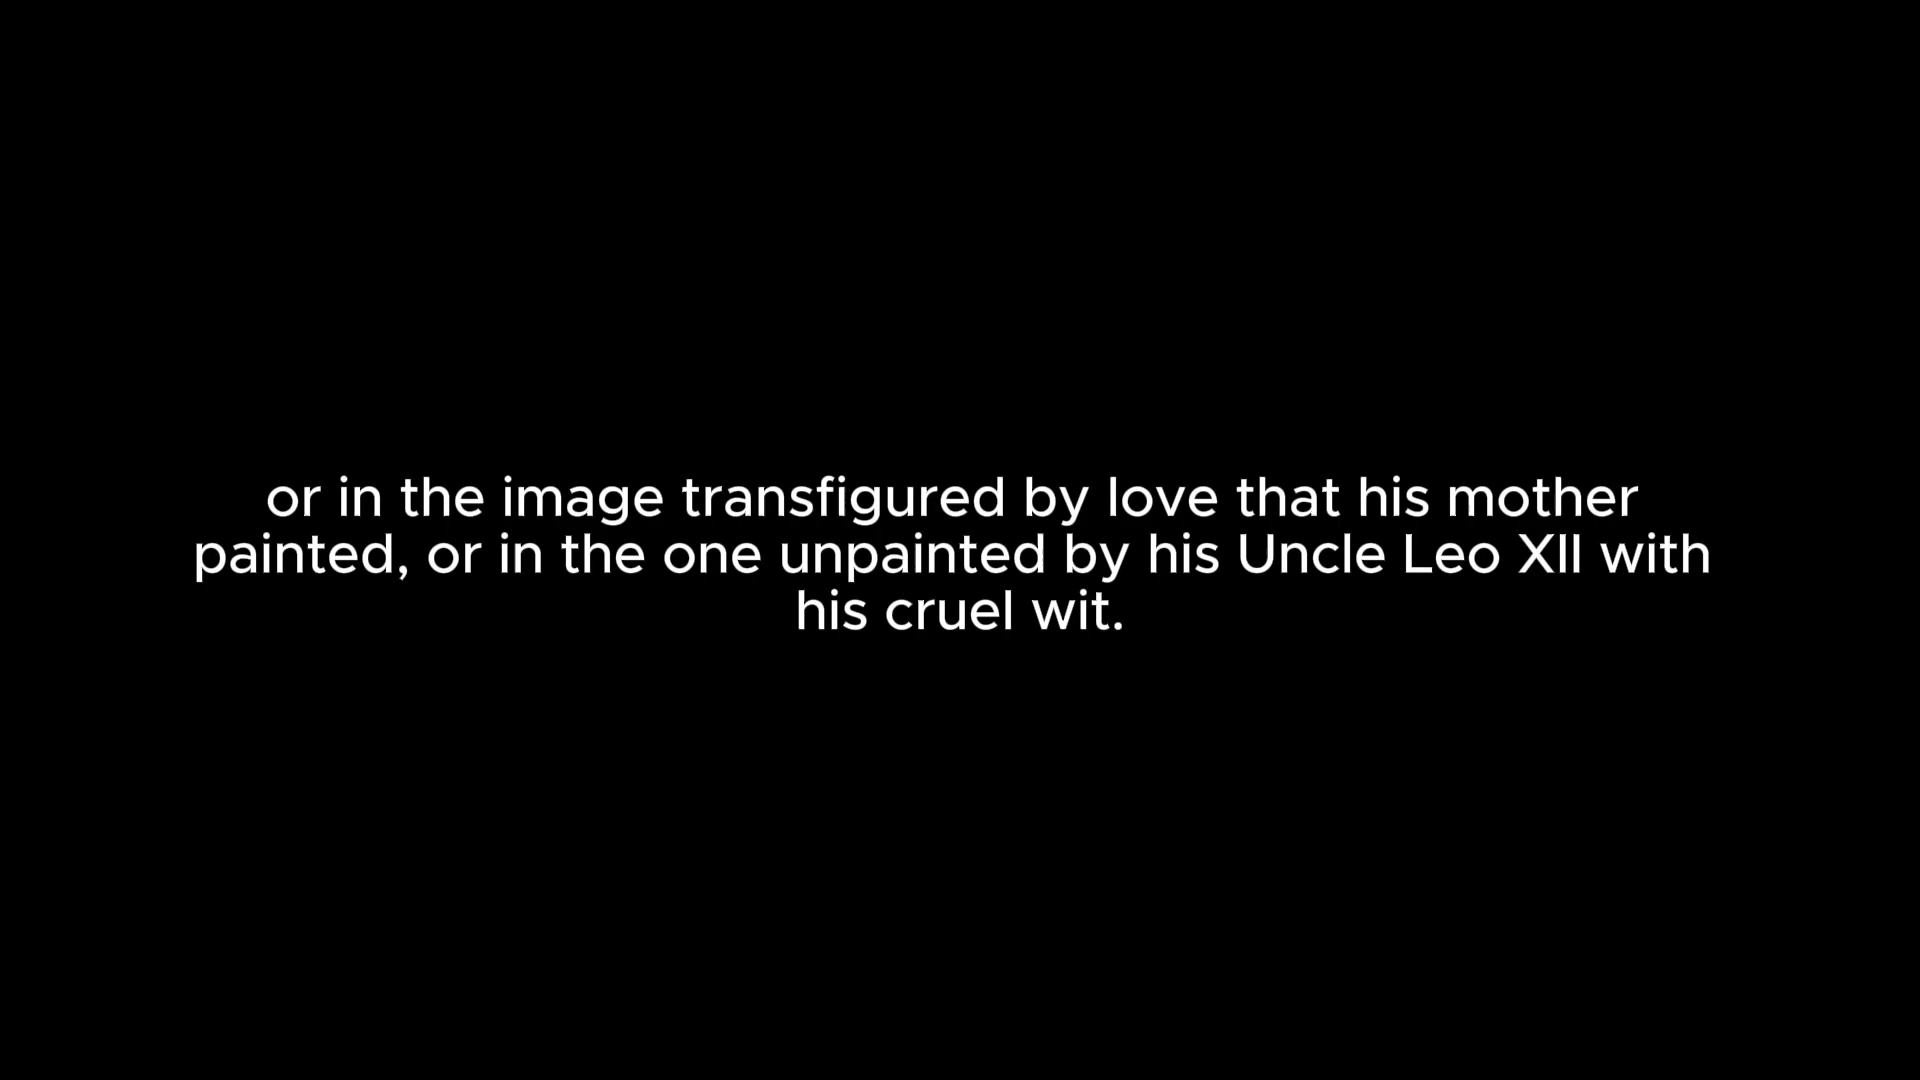 or in the image transfigured by love that his mother
painted, or in the one unpainted by his Uncle Leo XII with
his cruel wit.